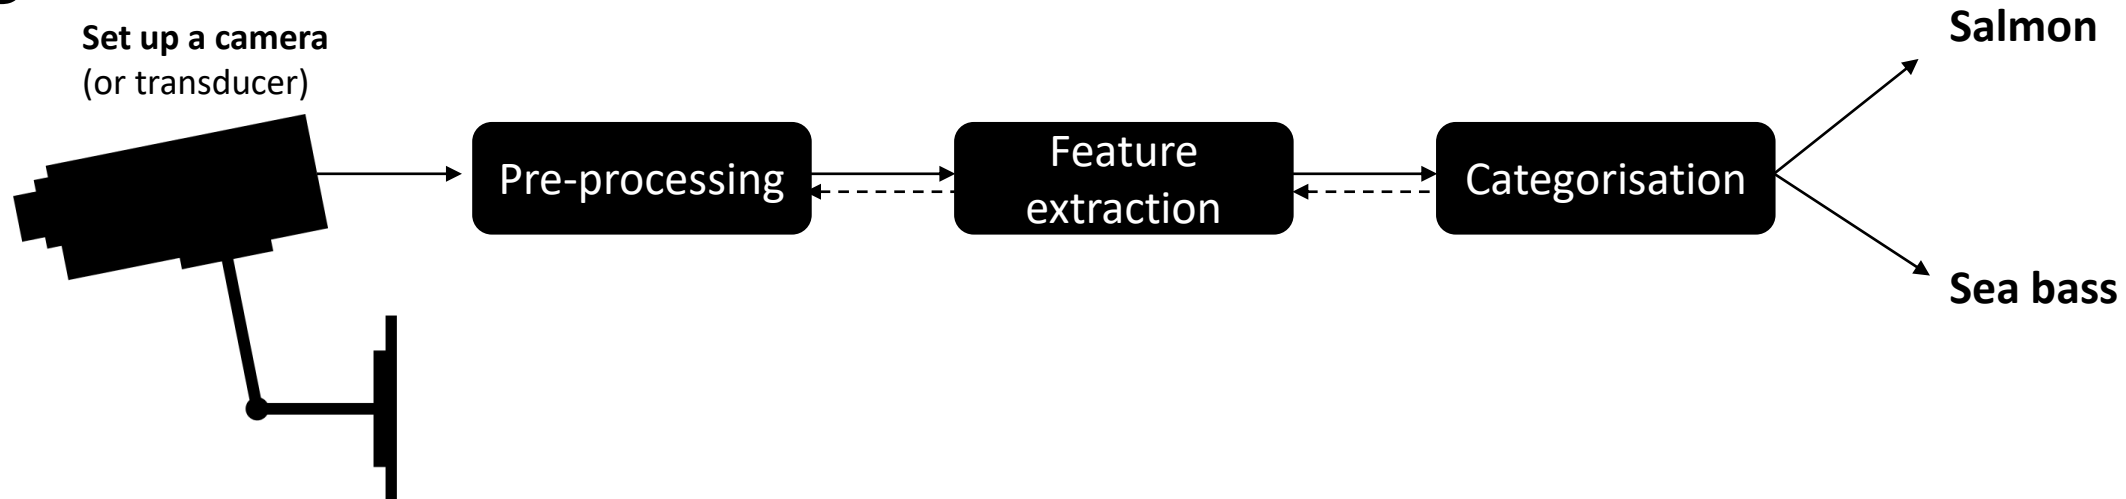 Set up a camera
(or transducer)
Pre-processing
Feature
extraction
Categorisation
Salmon
Sea bass